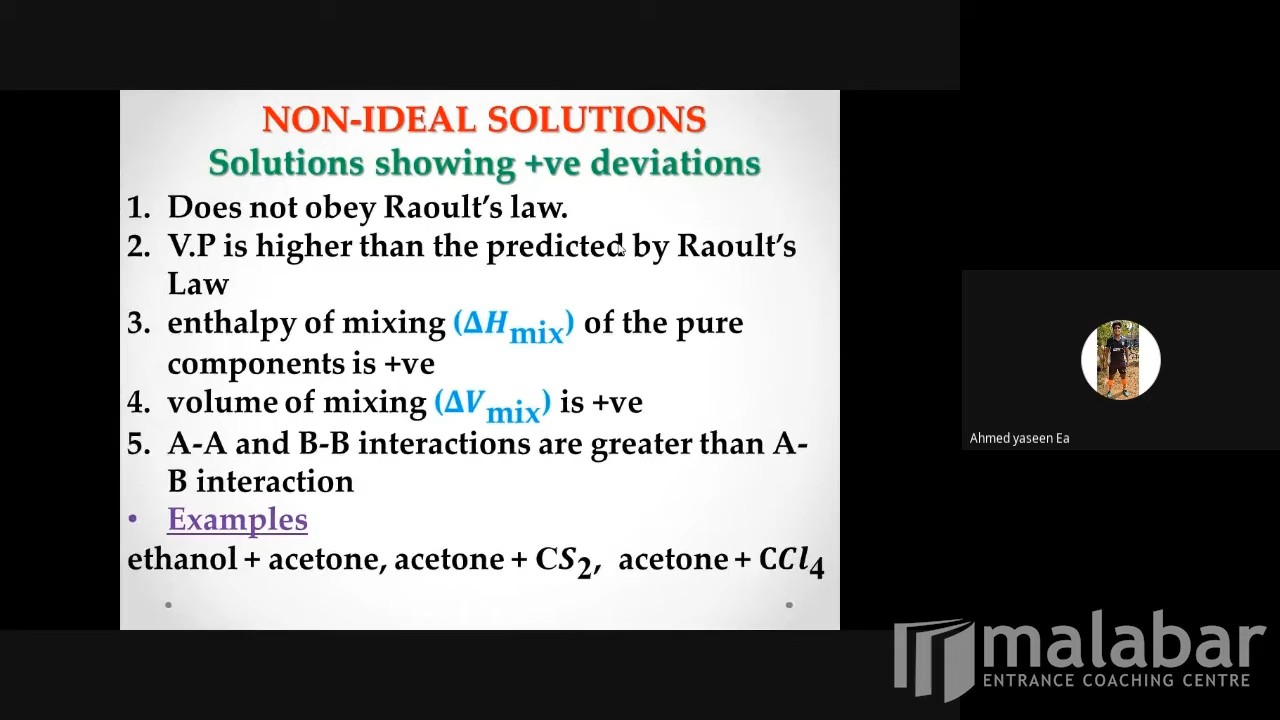 NON-IDEAL SOLUTIONS
Solutions showing +ve deviations
1. Does not obey Raoult's law.
2. V.P is higher than the predicted by Raoult's
Law
3. enthalpy of mixing (ΔH_mix) of the pure
components is +ve
4. volume of mixing (ΔV_mix) is +ve
5. A-A and B-B interactions are greater than A-
B interaction
• Examples
ethanol + acetone, acetone + CS₂, acetone + CCl₄
Ahmed yaseen Ea
malabar
ENTRANCE COACHING CENTRE